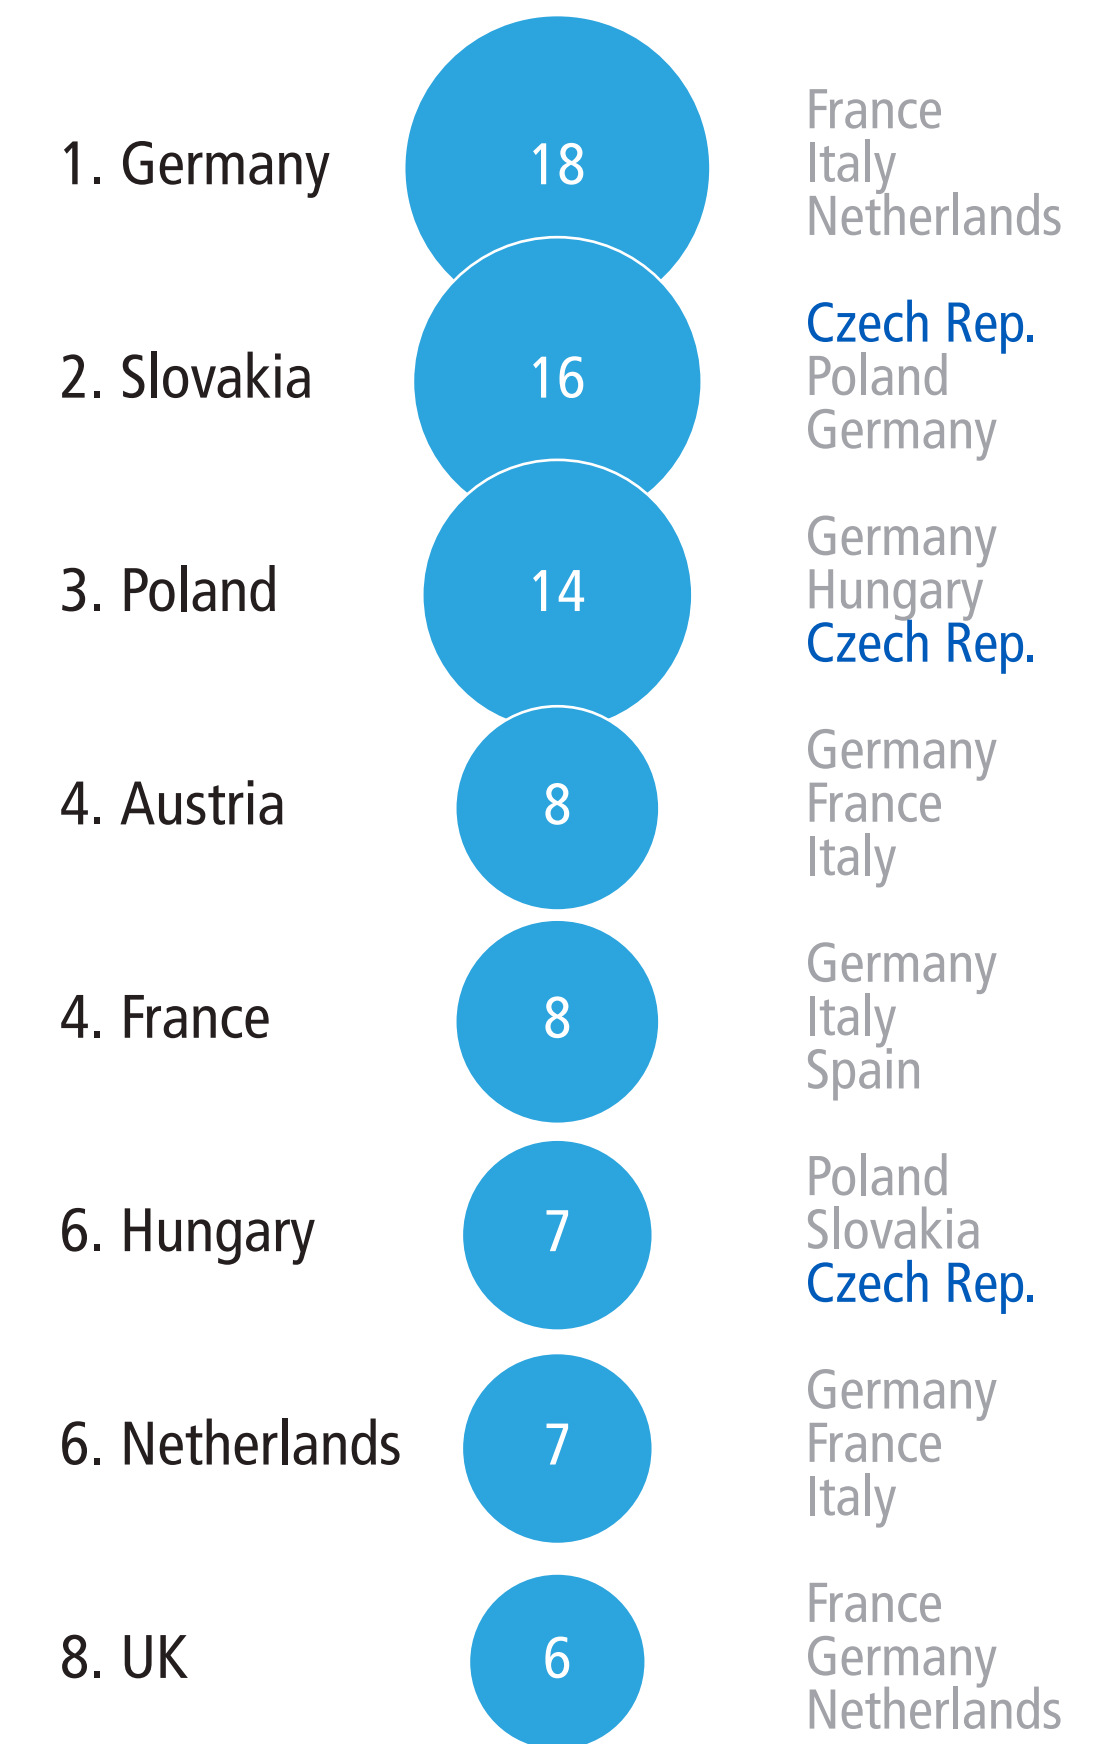 1. Germany
18
France
Italy
Netherlands
2. Slovakia
16
Czech Rep.
Poland
Germany
3. Poland
14
Germany
Hungary
Czech Rep.
4. Austria
8
Germany
France
Italy
4. France
8
Germany
Italy
Spain
6. Hungary
7
Poland
Slovakia
Czech Rep.
6. Netherlands
7
Germany
France
Italy
8. UK
6
France
Germany
Netherlands